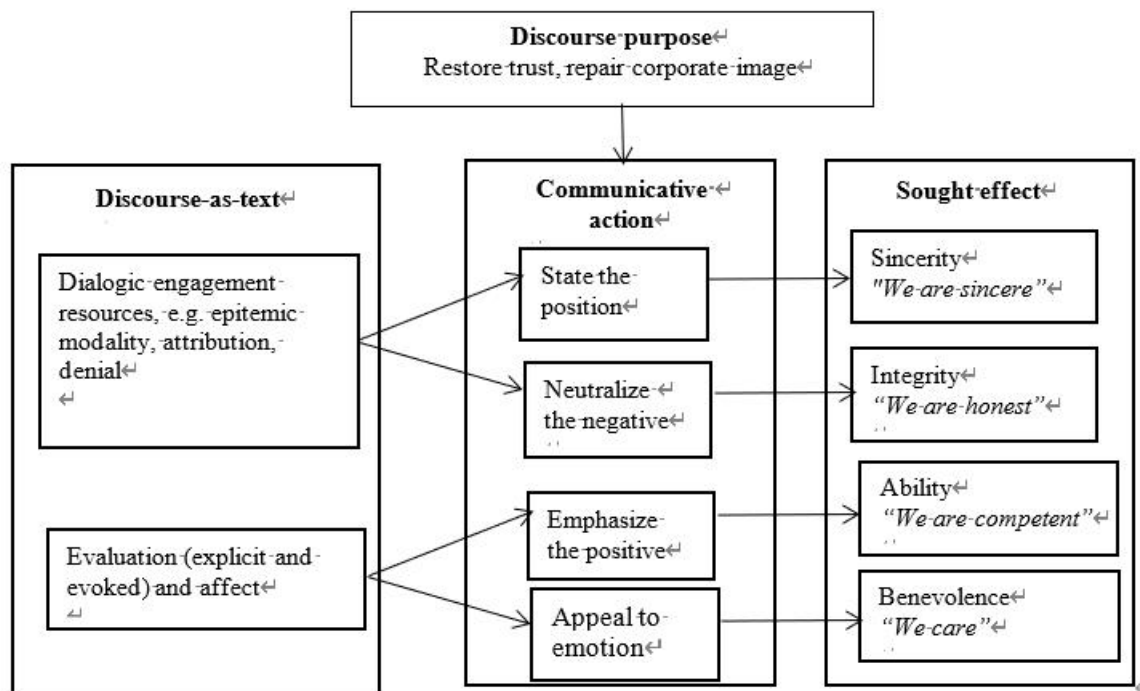 Discourse purpose
Restore trust, repair corporate image
Discourse-as-text
Dialogic engagement
resources, e.g. epistemic
modality, attribution,
denial
Evaluation (explicit and
evoked) and affect
Communicative
action
State the
position
Neutralize
the negative
Emphasize
the positive
Appeal to
emotion
Sought effect
Sincerity
"We are sincere”
Integrity
“We are honest”
Ability
“We are competent”
Benevolence
“We care”